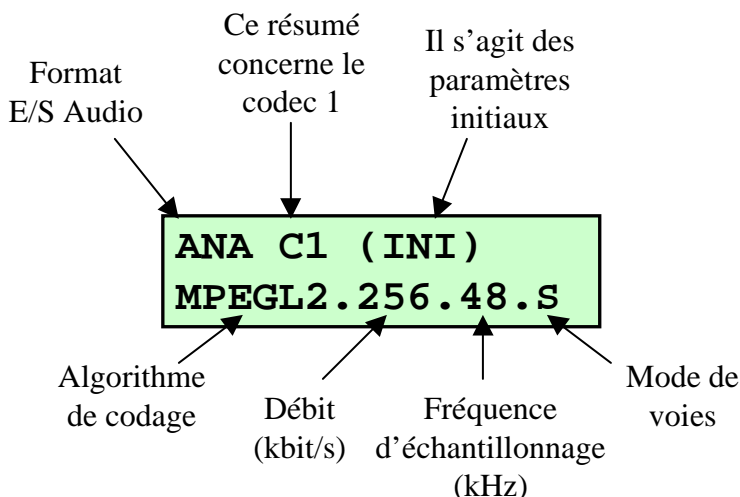 Format
E/S Audio
Ce résumé
concerne le
codec 1
Il s’agit des
paramètres
initiaux
ANA C1 (INI)
MPEGL2.256.48.S
Algorithme
de codage
Débit
(kbit/s)
Fréquence
d’échantillonnage
(kHz)
Mode de
voies